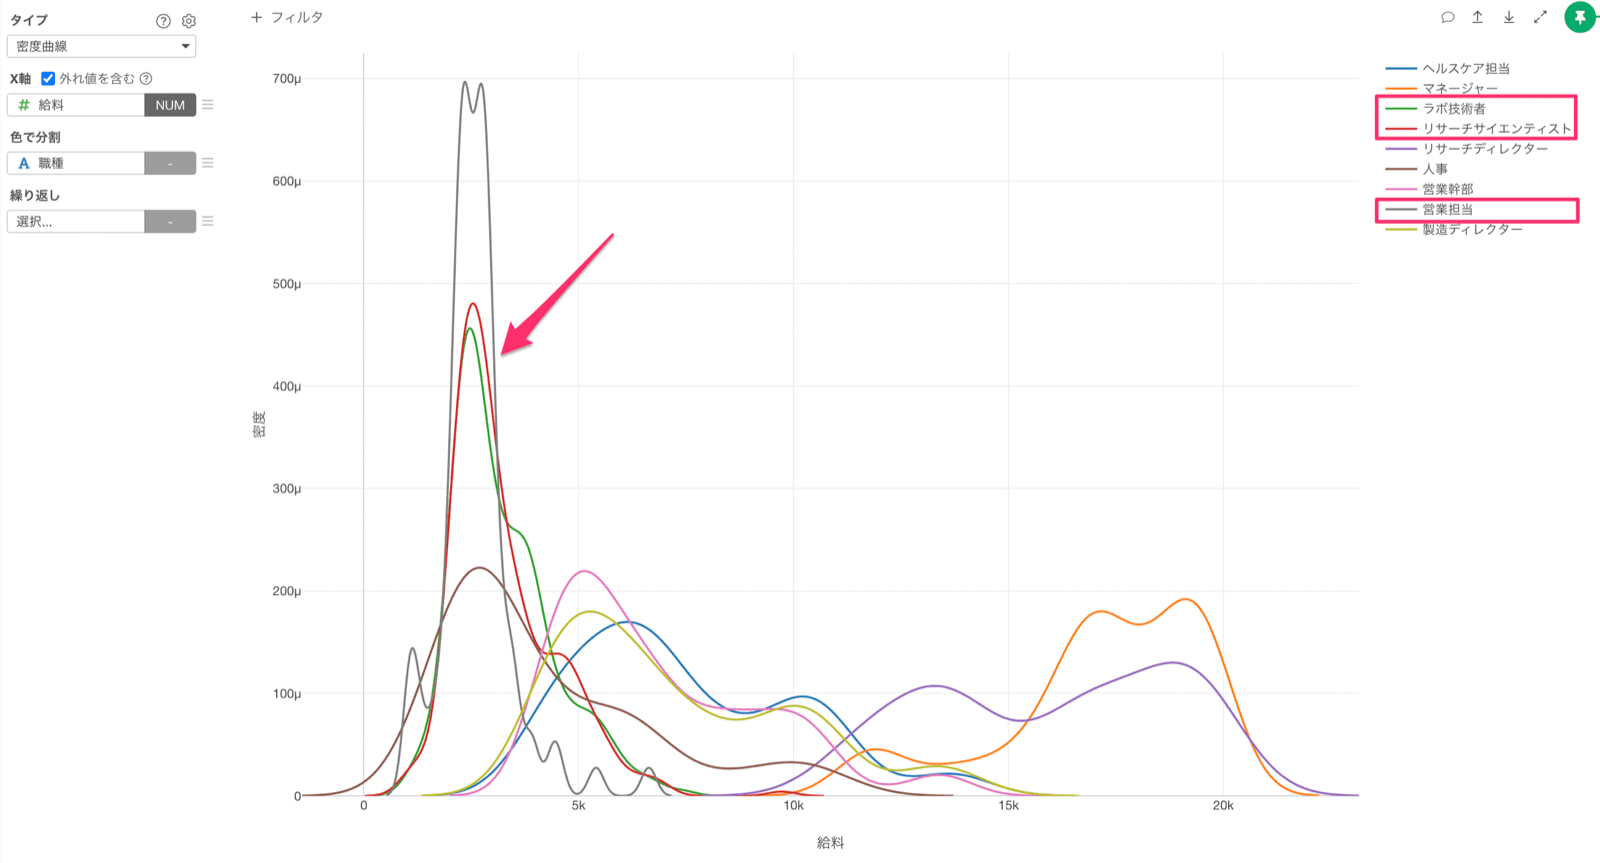 タイプ
密度曲線
X軸 外れ値を含む
# 給料 NUM
色で分割
A 職種 -
繰り返し
選択... -
+ フィルタ
700μ
600μ
500μ
400μ
300μ
200μ
100μ
0
密度
0 5k 10k 15k 20k
給料
ヘルスケア担当
マネージャー
ラボ技術者
リサーチサイエンティスト
リサーチディレクター
人事
営業幹部
営業担当
製造ディレクター